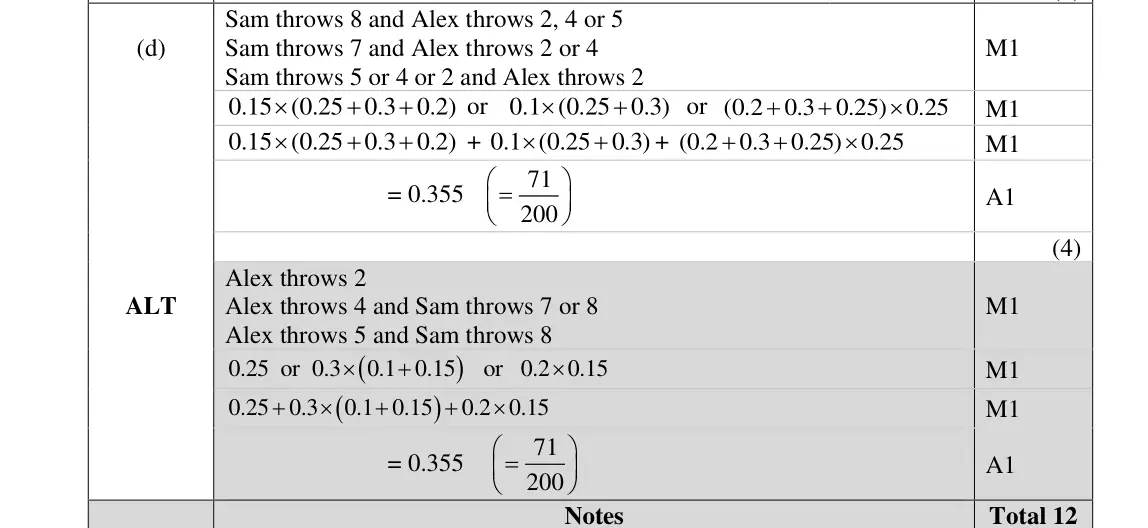 Sam throws 8 and Alex throws 2, 4 or 5
(d) Sam throws 7 and Alex throws 2 or 4 M1
Sam throws 5 or 4 or 2 and Alex throws 2
0.15×(0.25+0.3+0.2) or 0.1×(0.25+0.3) or (0.2+0.3+0.25)×0.25 M1
0.15×(0.25+0.3+0.2) + 0.1×(0.25+0.3)+ (0.2+0.3+0.25)×0.25 M1
= 0.355 (= 71/200) A1
(4)
Alex throws 2
ALT Alex throws 4 and Sam throws 7 or 8 M1
Alex throws 5 and Sam throws 8
0.25 or 0.3×(0.1+0.15) or 0.2×0.15 M1
0.25+0.3×(0.1+0.15)+0.2×0.15 M1
= 0.355 (= 71/200) A1
Notes Total 12